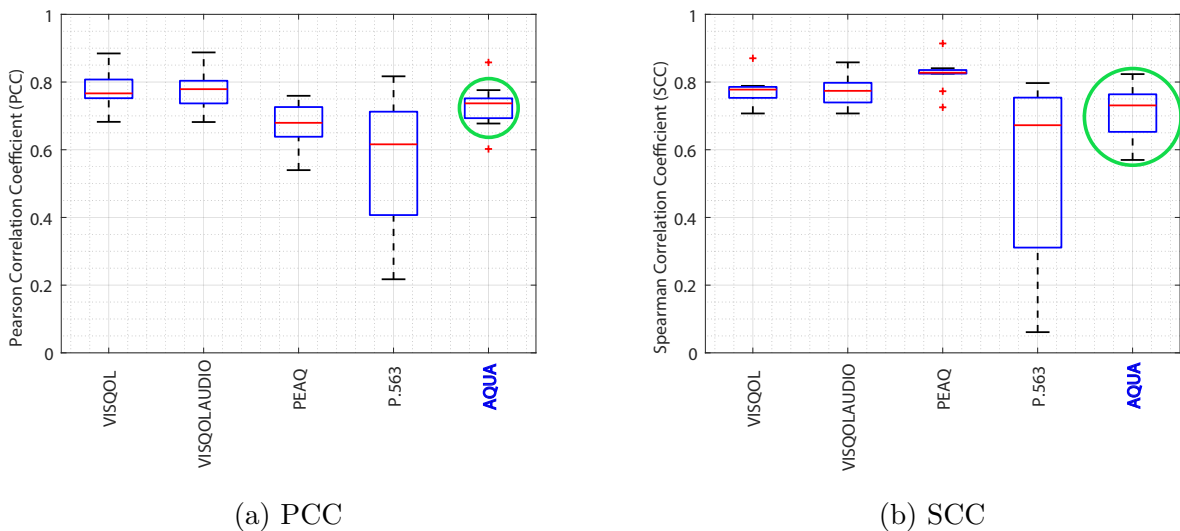 Pearson Correlation Coefficient (PCC)
1
0.8
0.6
0.4
0.2
0
VISQOL
VISQOLAUDIO
PEAQ
P.563
AQUA
(a) PCC
Spearman Correlation Coefficient (SCC)
1
0.8
0.6
0.4
0.2
0
VISQOL
VISQOLAUDIO
PEAQ
P.563
AQUA
(b) SCC